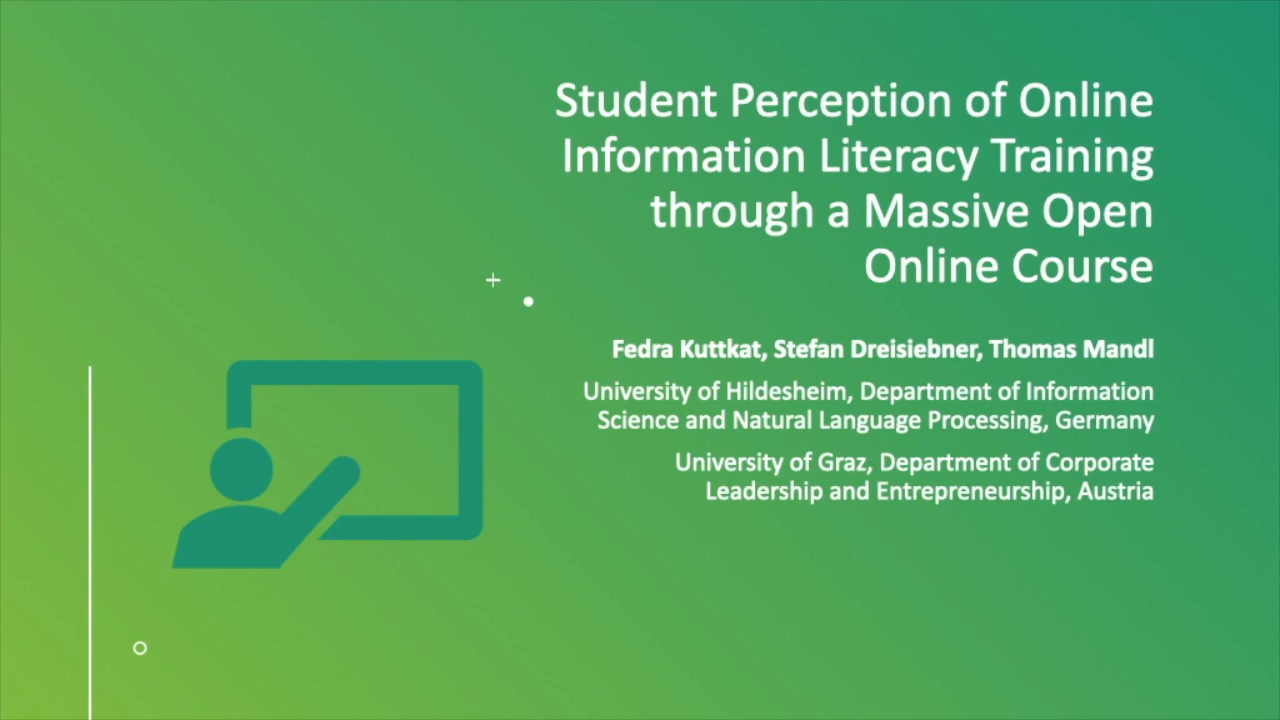 Student Perception of Online
Information Literacy Training
through a Massive Open
Online Course
Fedra Kuttkat, Stefan Dreisiebner, Thomas Mandl
University of Hildesheim, Department of Information
Science and Natural Language Processing, Germany
University of Graz, Department of Corporate
Leadership and Entrepreneurship, Austria